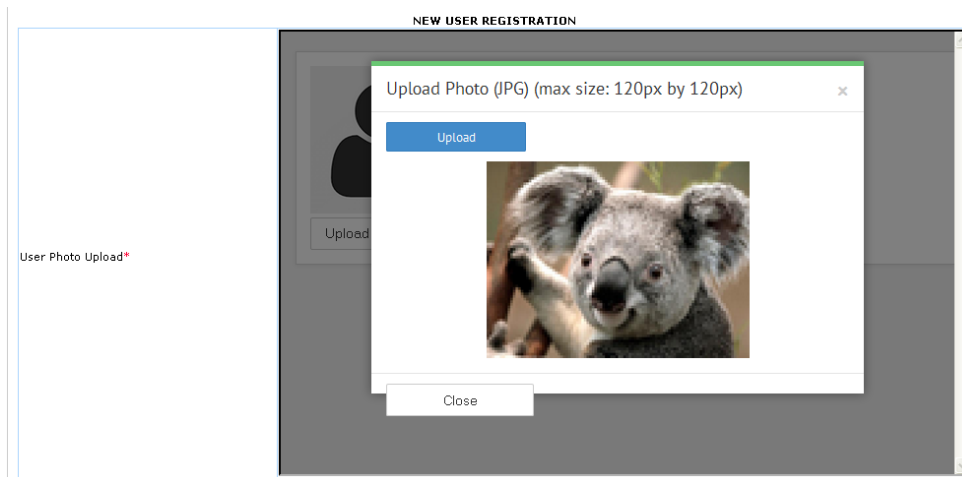 NEW USER REGISTRATION
Upload Photo (JPG) (max size: 120px by 120px)
×
Upload
Upload
User Photo Upload*
Close